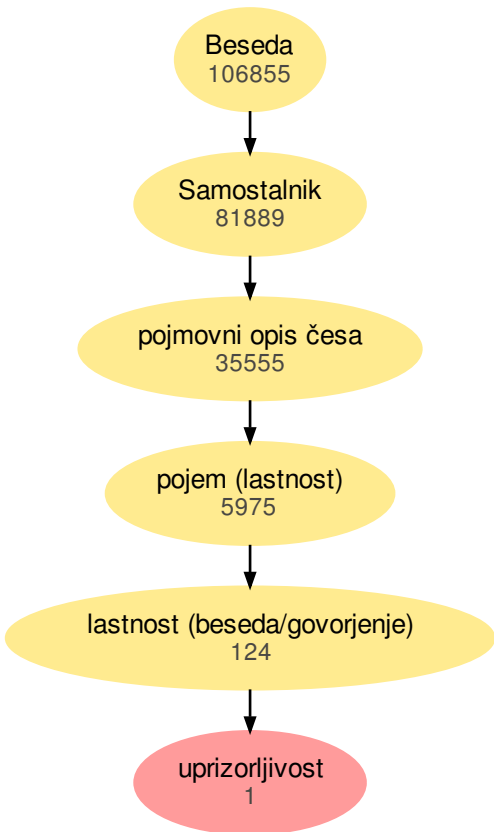 Beseda
106855
Samostalnik
81889
pojmovni opis česa
35555
pojem (lastnost)
5975
lastnost (beseda/govorjenje)
124
uprizorljivost
1